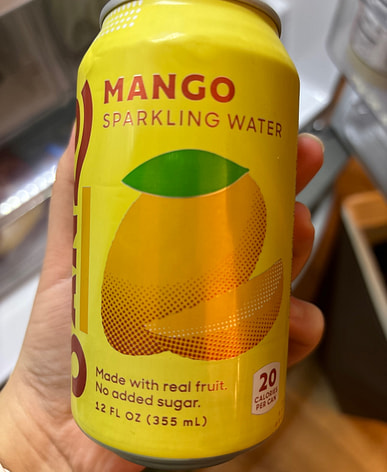 MANGO
SPARKLING WATER
Made with real fruit.
No added sugar.
12 FL OZ (355 mL)
20
CALORIES
PER CAN